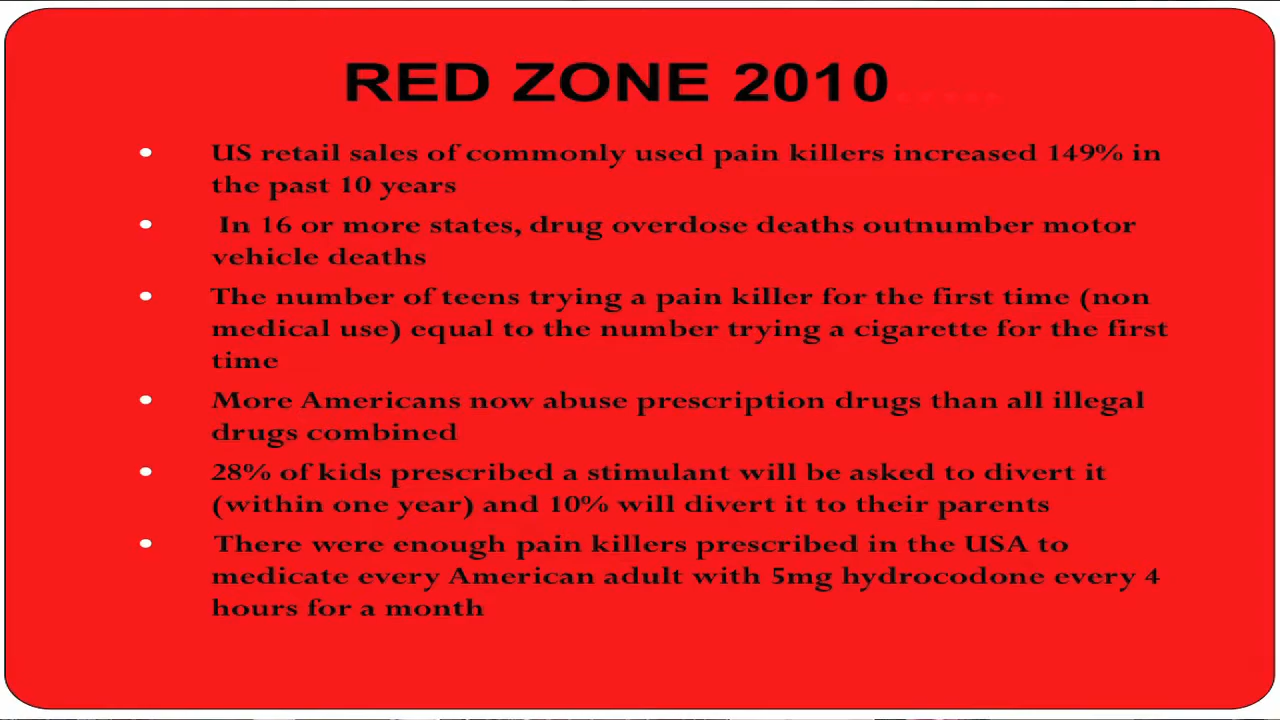 RED ZONE 2010.....
• US retail sales of commonly used pain killers increased 149% in
the past 10 years
• In 16 or more states, drug overdose deaths outnumber motor
vehicle deaths
• The number of teens trying a pain killer for the first time (non
medical use) equal to the number trying a cigarette for the first
time
• More Americans now abuse prescription drugs than all illegal
drugs combined
• 28% of kids prescribed a stimulant will be asked to divert it
(within one year) and 10% will divert it to their parents
• There were enough pain killers prescribed in the USA to
medicate every American adult with 5mg hydrocodone every 4
hours for a month